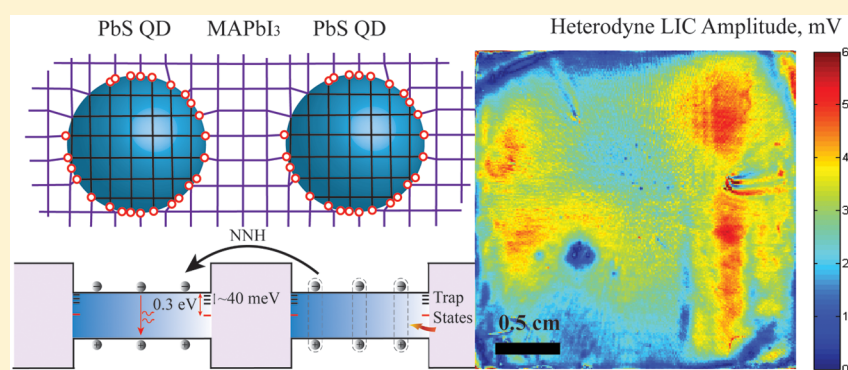 PbS QD MAPbI₃ PbS QD
NNH
0.3 eV
~40 meV
Trap
States
Heterodyne LIC Amplitude, mV
0.5 cm
6
5
4
3
2
1
0